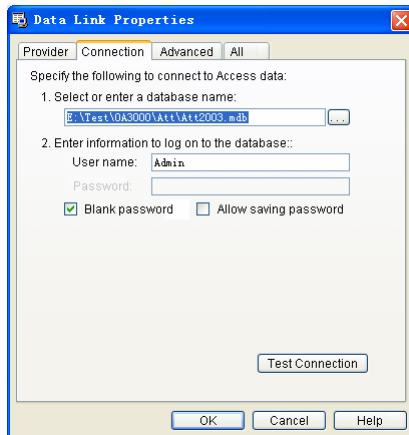 Data Link Properties
Provider Connection Advanced All
Specify the following to connect to Access data:
1. Select or enter a database name:
E:\Test\OA3000\Att\Att2003.mdb ...
2. Enter information to log on to the database::
User name: Admin
Password:
Blank password Allow saving password
Test Connection
OK Cancel Help